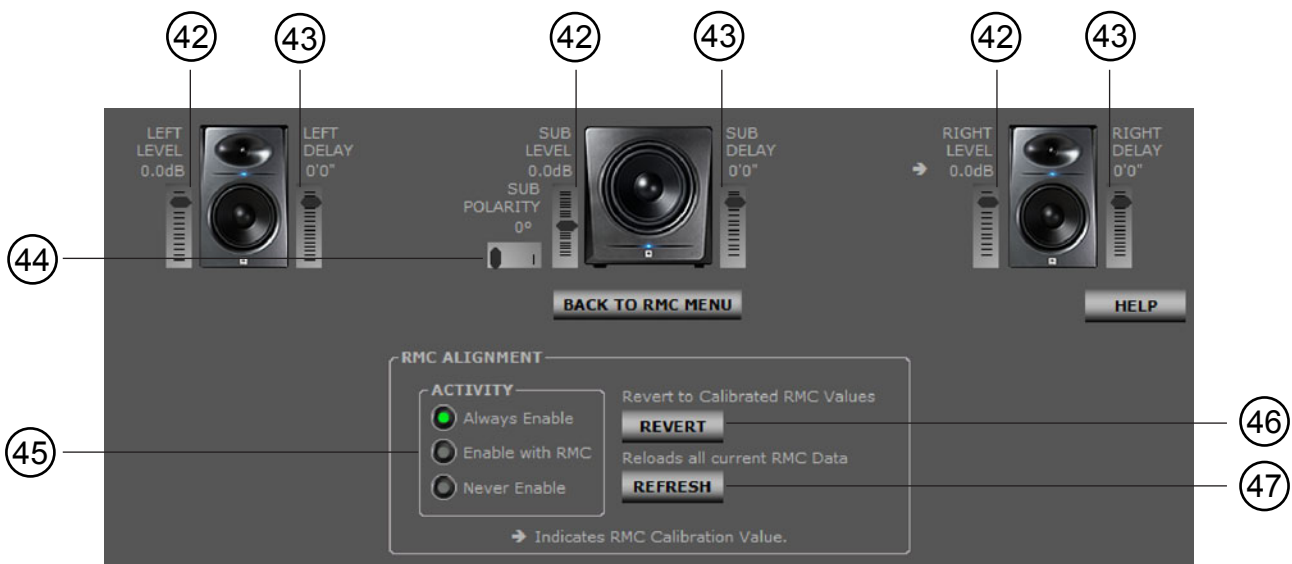 42
43
42
43
42
43
LEFT LEVEL 0.0dB
LEFT DELAY 0'0"
SUB LEVEL 0.0dB
SUB DELAY 0'0"
➔ RIGHT LEVEL 0.0dB
RIGHT DELAY 0'0"
SUB POLARITY 0°
44
BACK TO RMC MENU
HELP
RMC ALIGNMENT
ACTIVITY
Always Enable
Enable with RMC
Never Enable
45
Revert to Calibrated RMC Values
REVERT
46
Reloads all current RMC Data
REFRESH
47
➔ Indicates RMC Calibration Value.